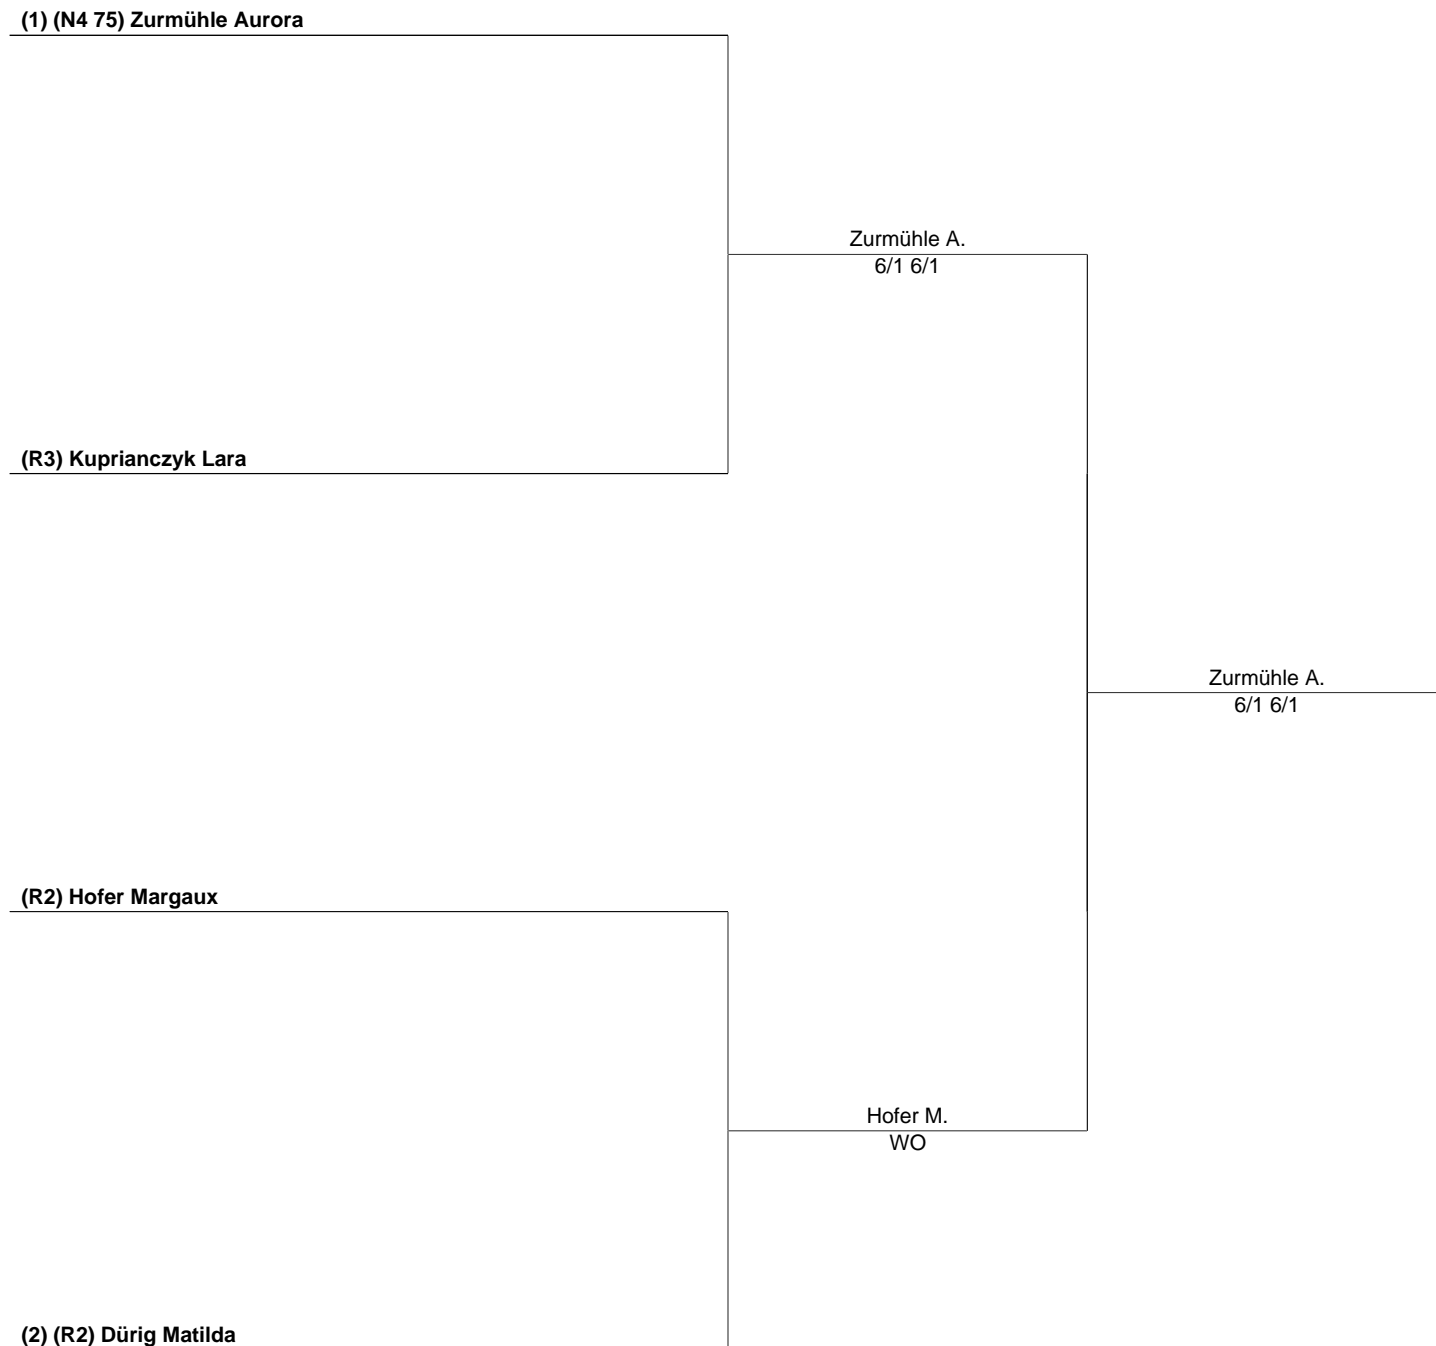 (1) (N4 75) Zurmühle Aurora
Zurmühle A.
6/1 6/1
(R3) Kuprianczyk Lara
Zurmühle A.
6/1 6/1
(R2) Hofer Margaux
Hofer M.
WO
(2) (R2) Dürig Matilda